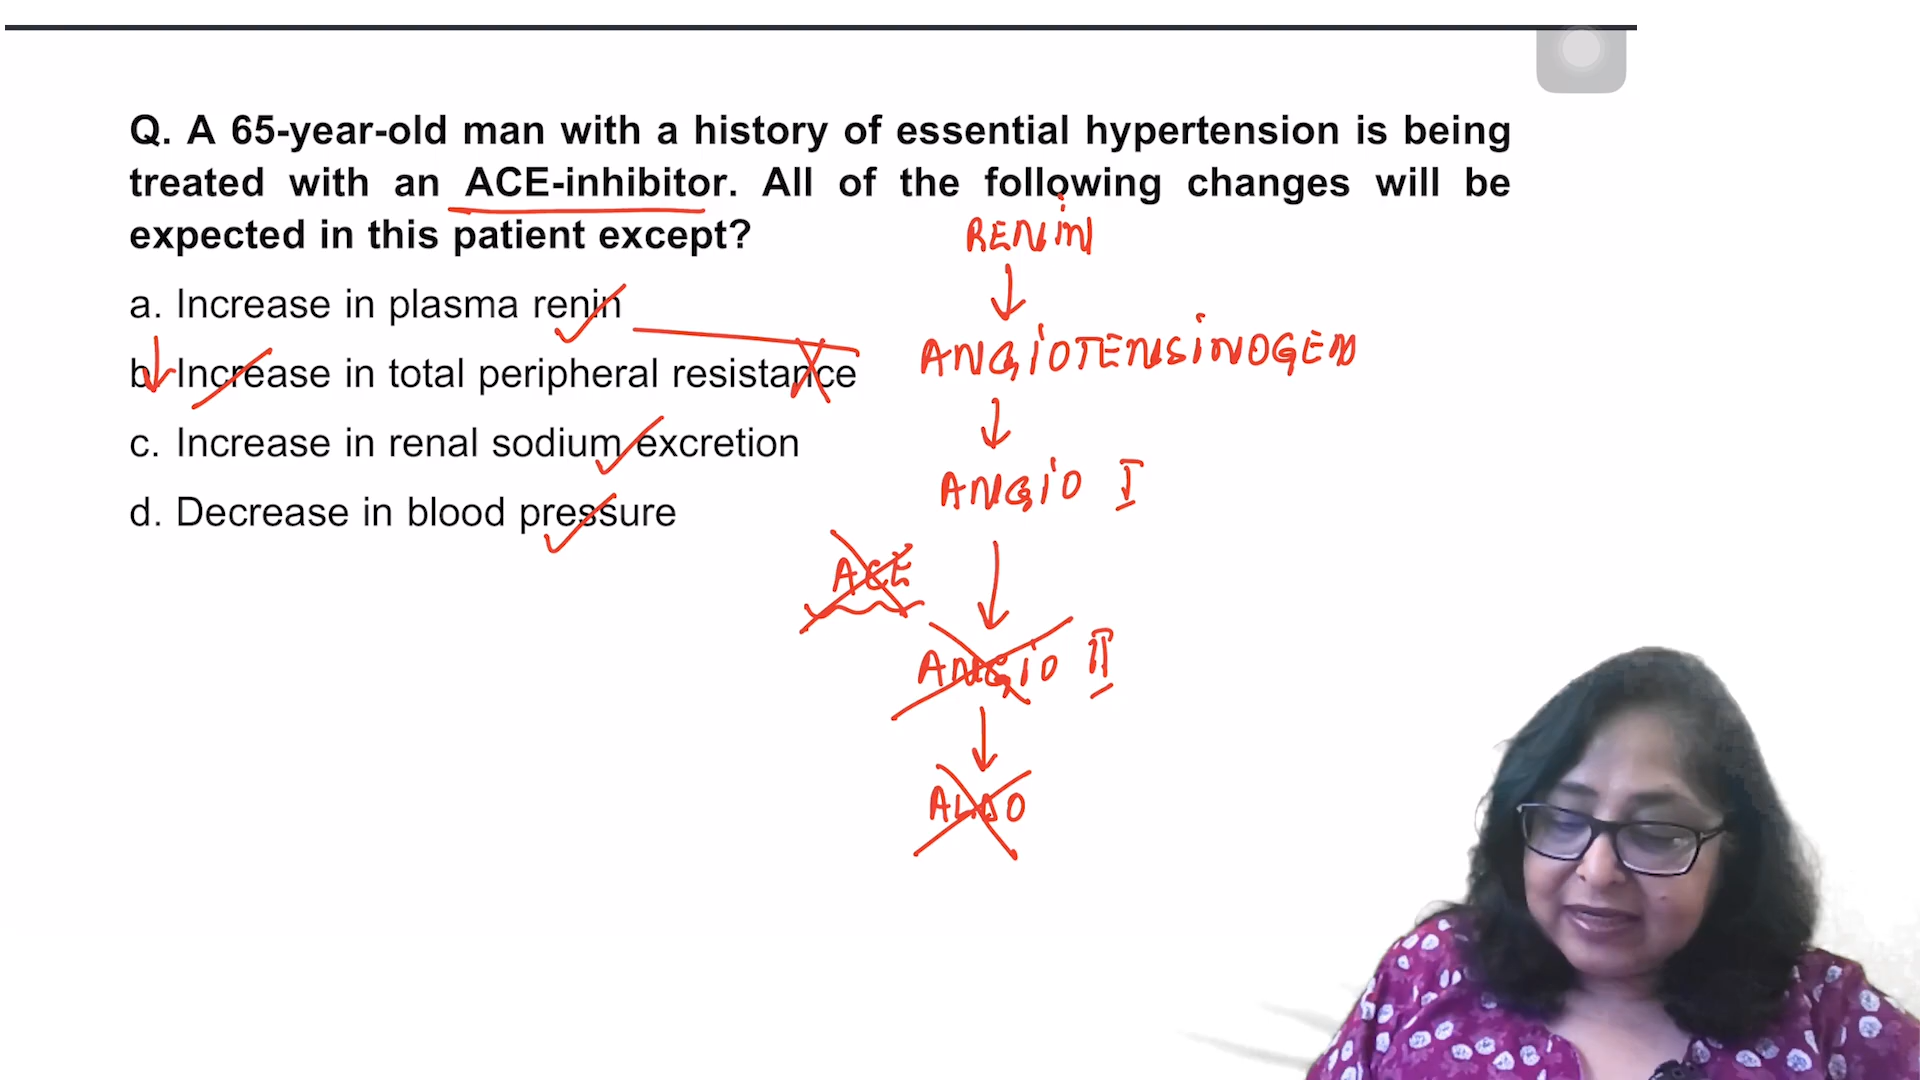 Q. A 65-year-old man with a history of essential hypertension is being
treated with an ACE-inhibitor. All of the following changes will be
expected in this patient except?
a. Increase in plasma renin
b. Increase in total peripheral resistance
c. Increase in renal sodium excretion
d. Decrease in blood pressure
RENiN
ANGiOTENSiNOGEN
ANGiO I
ACE
ANGiO II
ALDO